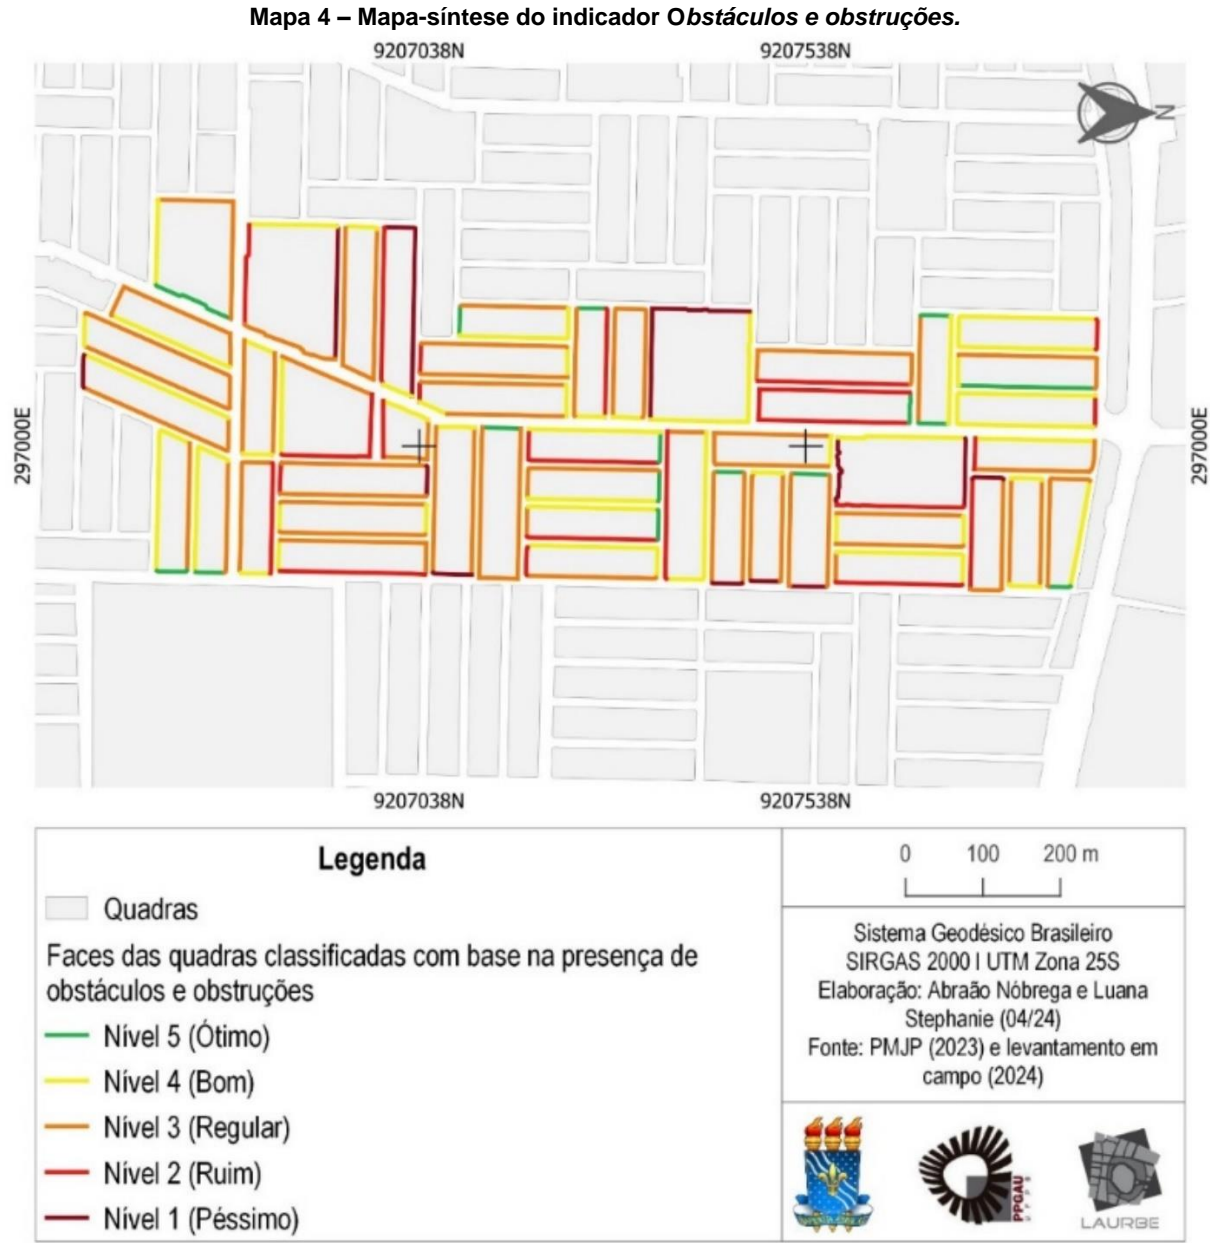 Mapa 4 – Mapa-síntese do indicador Obstáculos e obstruções.
9207038N 9207538N
N
297000E 297000E
9207038N 9207538N
Legenda
Quadras
Faces das quadras classificadas com base na presença de
obstáculos e obstruções
Nível 5 (Ótimo)
Nível 4 (Bom)
Nível 3 (Regular)
Nível 2 (Ruim)
Nível 1 (Péssimo)
0 100 200 m
Sistema Geodésico Brasileiro
SIRGAS 2000 I UTM Zona 25S
Elaboração: Abraão Nóbrega e Luana
Stephanie (04/24)
Fonte: PMJP (2023) e levantamento em
campo (2024)
PPGAU
LAURBE